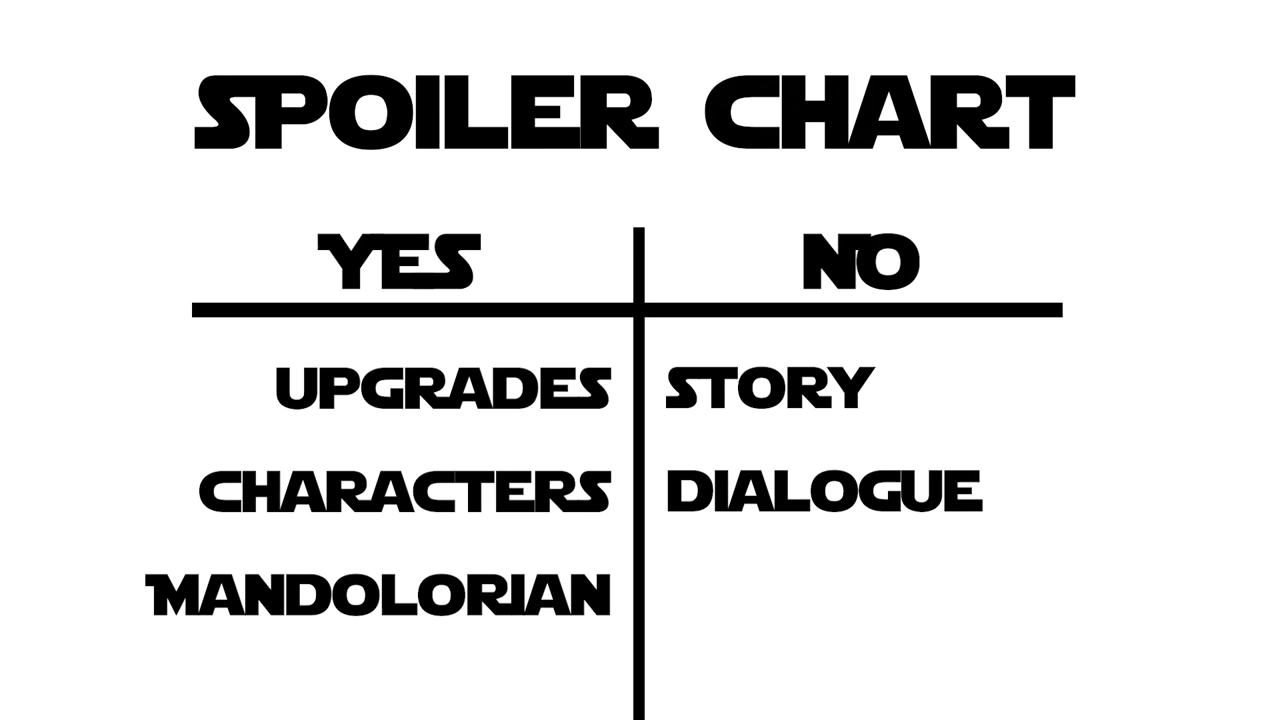 SPOILER CHART
YES NO
UPGRADES STORY
CHARACTERS DIALOGUE
MANDOLORIAN